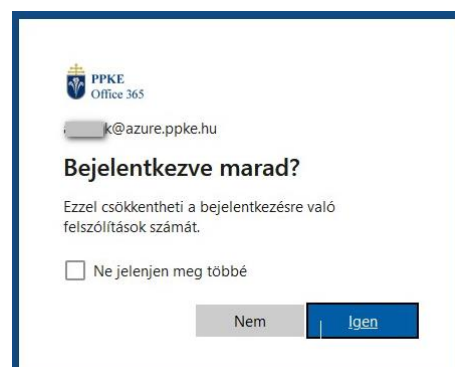 PPKE
Office 365
k@azure.ppke.hu
Bejelentkezve marad?
Ezzel csökkentheti a bejelentkezésre való
felszólítások számát.
Ne jelenjen meg többé
Nem
Igen